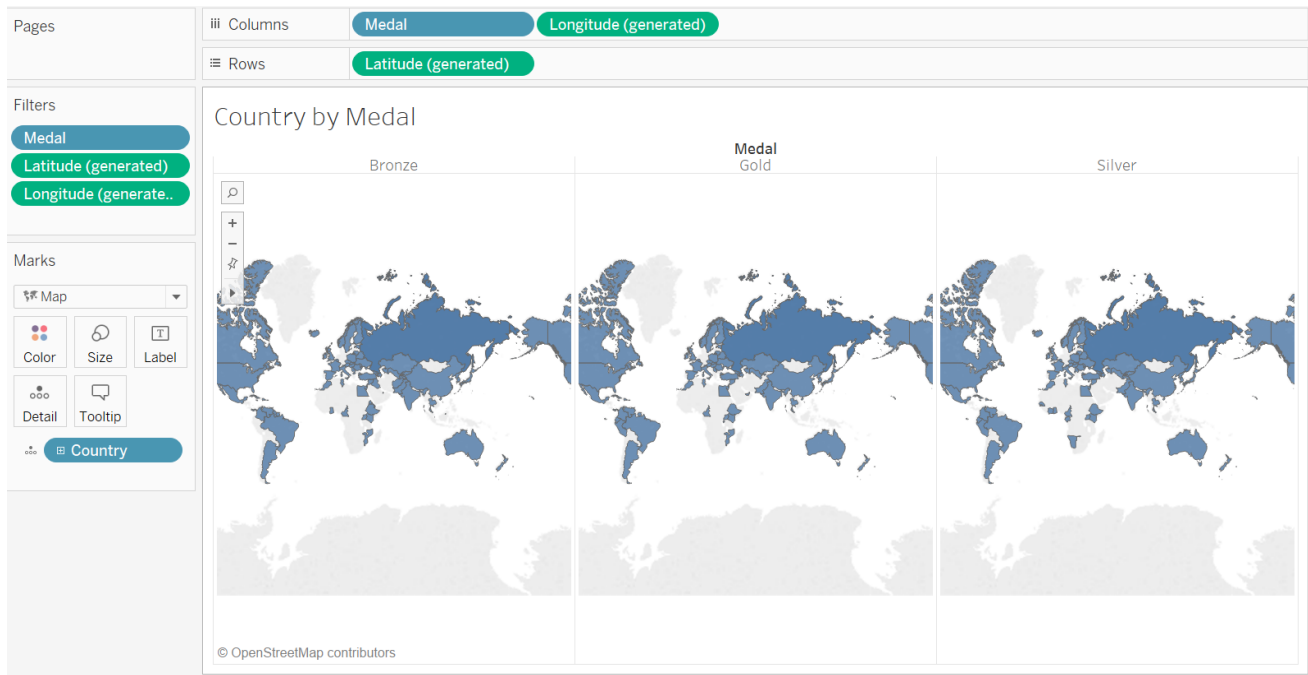 Pages
Columns
Medal
Longitude (generated)
Rows
Latitude (generated)
Filters
Medal
Latitude (generated)
Longitude (generate..
Marks
Map
Color
Size
T
Label
Detail
Tooltip
Country
Country by Medal
Medal
Bronze
Gold
Silver
© OpenStreetMap contributors